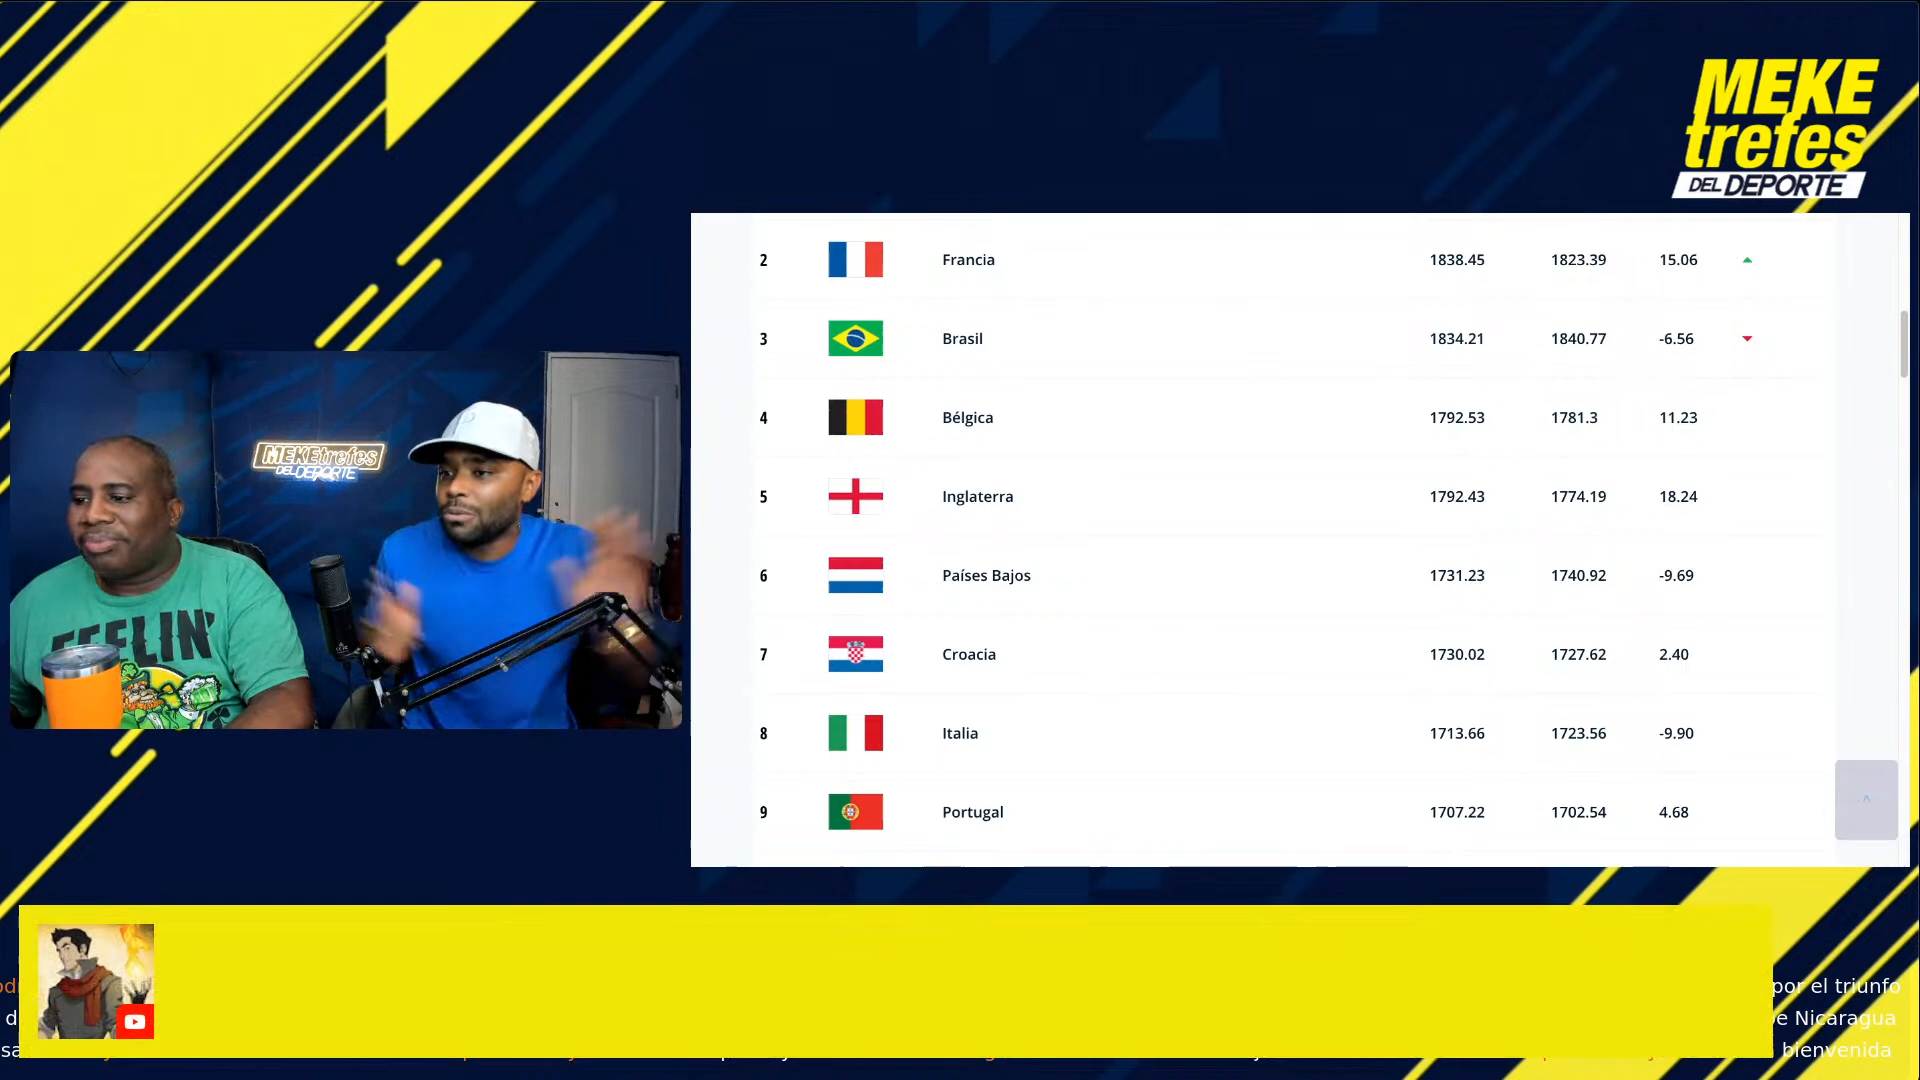 MEKE
trefes
DEL DEPORTE
2 Francia 1838.45 1823.39 15.06
3 Brasil 1834.21 1840.77 -6.56
4 Bélgica 1792.53 1781.3 11.23
5 Inglaterra 1792.43 1774.19 18.24
6 Países Bajos 1731.23 1740.92 -9.69
7 Croacia 1730.02 1727.62 2.40
8 Italia 1713.66 1723.56 -9.90
9 Portugal 1707.22 1702.54 4.68
MEKEtrefes
DEL DEPORTE
FEELIN'
por el triunfo
Nicaragua
bienvenida